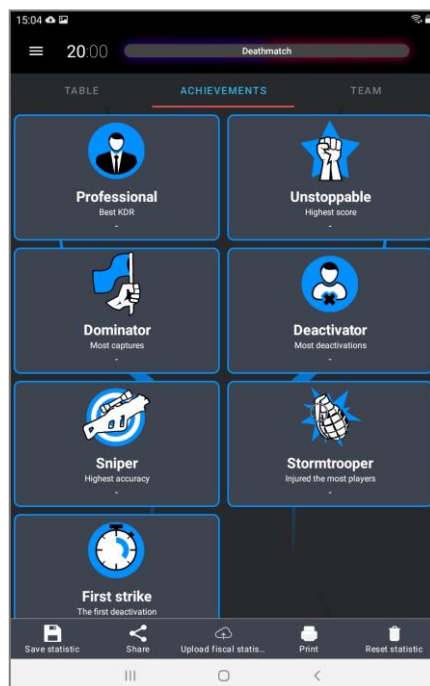 15:04
20:00
Deathmatch
TABLE ACHIEVEMENTS TEAM
Professional
Best KDR
-
Unstoppable
Highest score
-
Dominator
Most captures
-
Deactivator
Most deactivations
-
Sniper
Highest accuracy
-
Stormtrooper
Injured the most players
-
First strike
The first deactivation
Save statistic Share Upload fiscal statis... Print Reset statistic